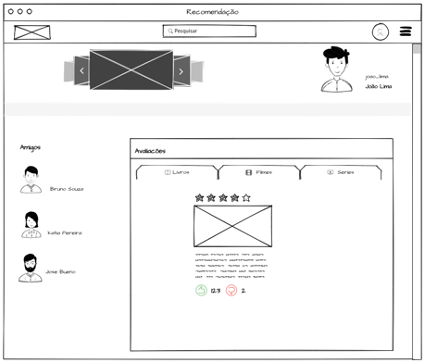 Recomendação
Pesquisar
joao_lima
João Lima
Amigos
Bruno Souza
Katia Pereira
Jose Bueno
Avaliações
Livros
Filmes
Series
123
2